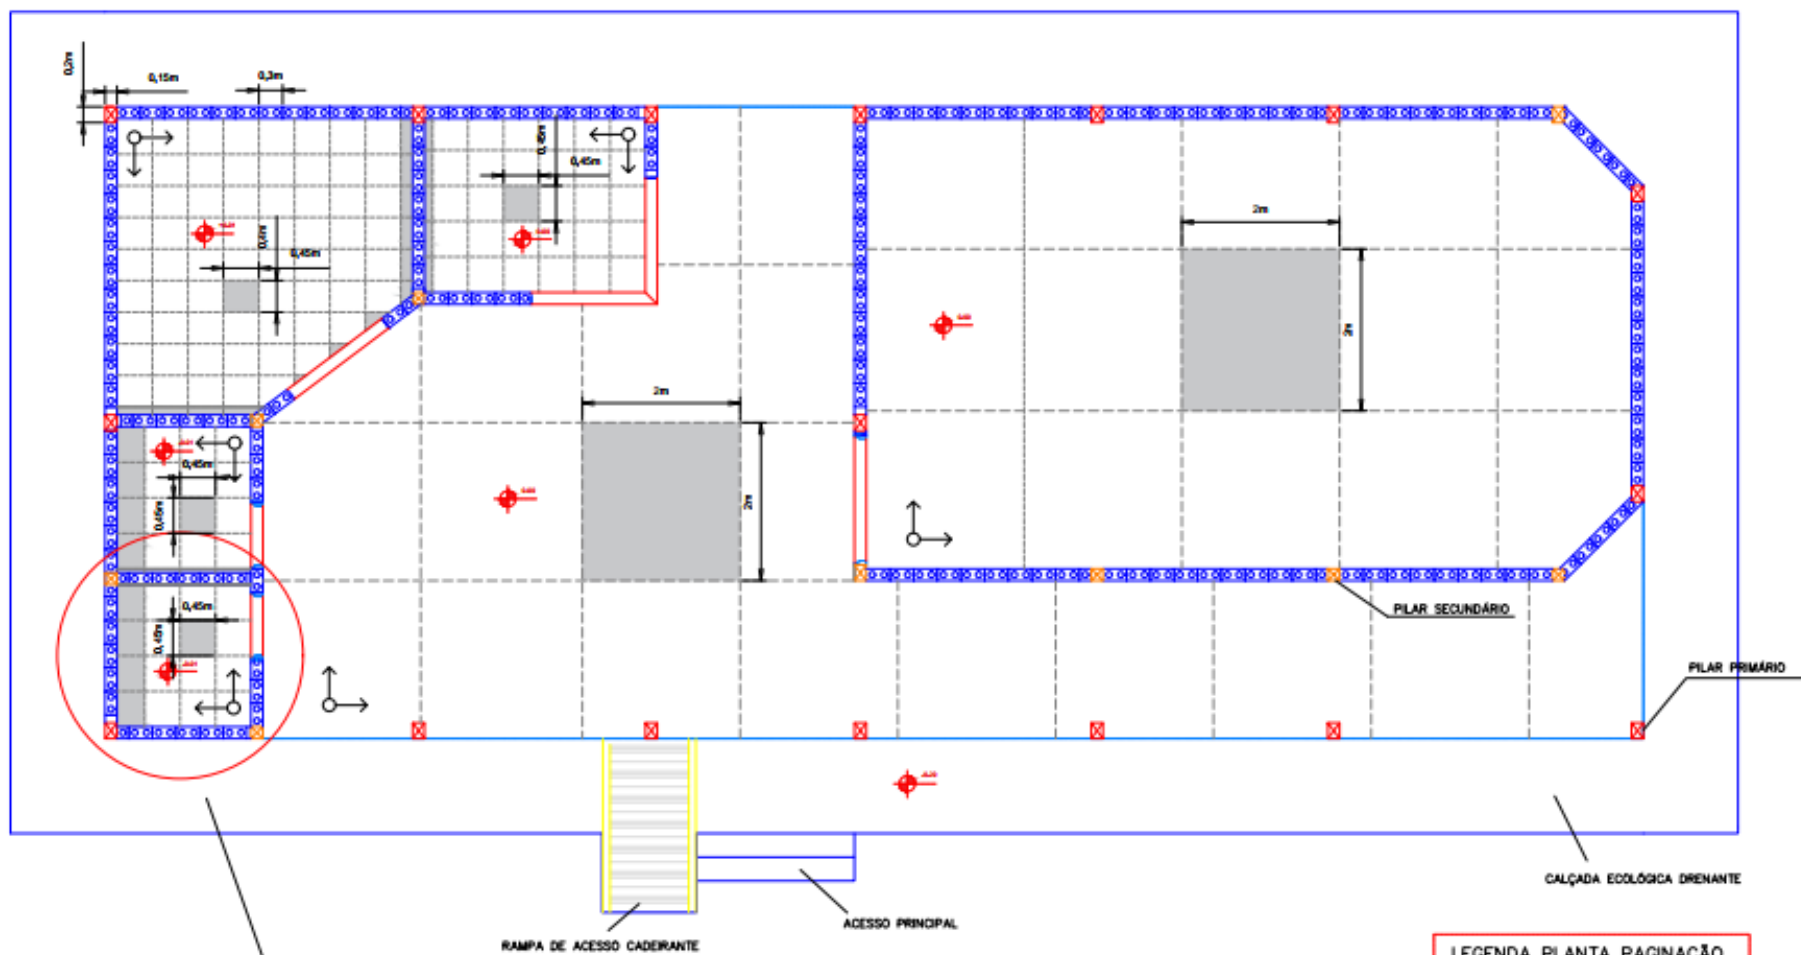 0,2m
0,15m
0,3m
0,45m
0,45m
0,4m
0,45m
2m
2m
2m
2m
0,45m
0,45m
0,45m
0,45m
PILAR SECUNDÁRIO
PILAR PRIMÁRIO
CALÇADA ECOLÓGICA DRENANTE
ACESSO PRINCIPAL
RAMPA DE ACESSO CADEIRANTE
LEGENDA PLANTA PAGINAÇÃO